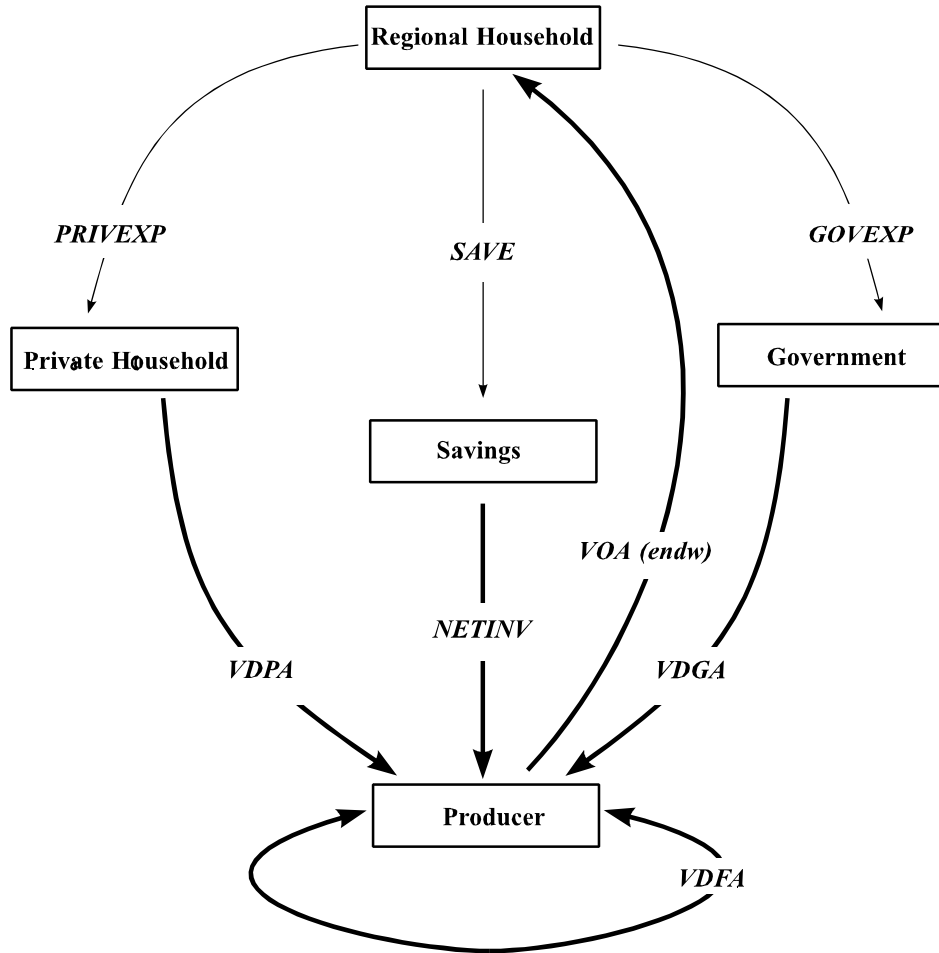 Regional Household
PRIVEXP
SAVE
GOVEXP
Private Household
Government
Savings
VOA (endw)
NETINV
VDPA
VDGA
Producer
VDFA